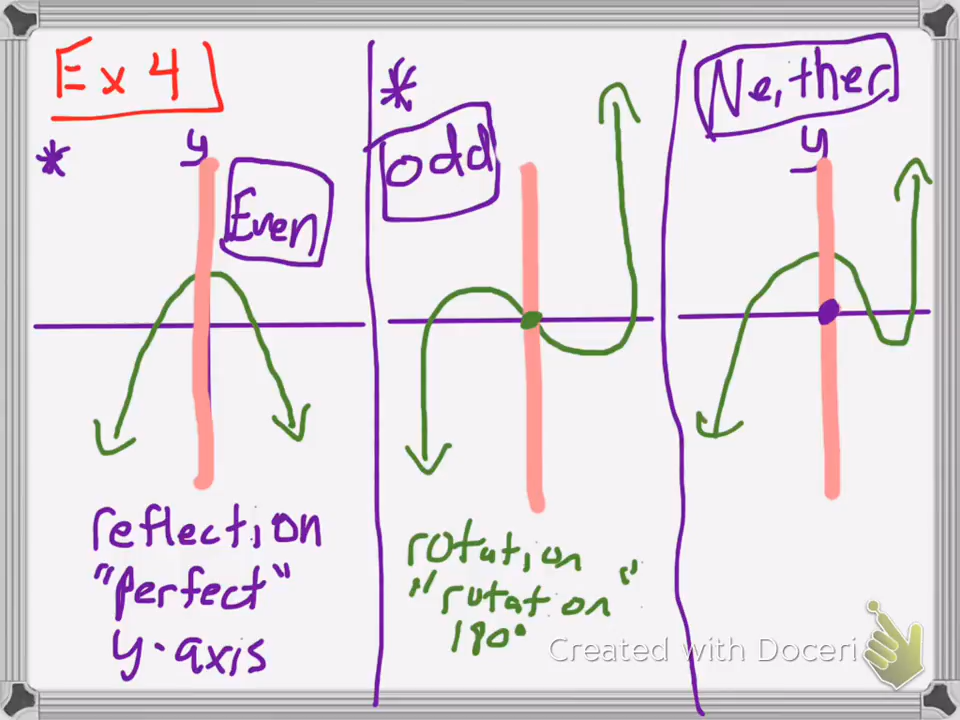 Ex 4
*
y
Even
reflection
"perfect"
y-axis
*
odd
rotation
"rotation"
180°
Neither
y
Created with Doceri